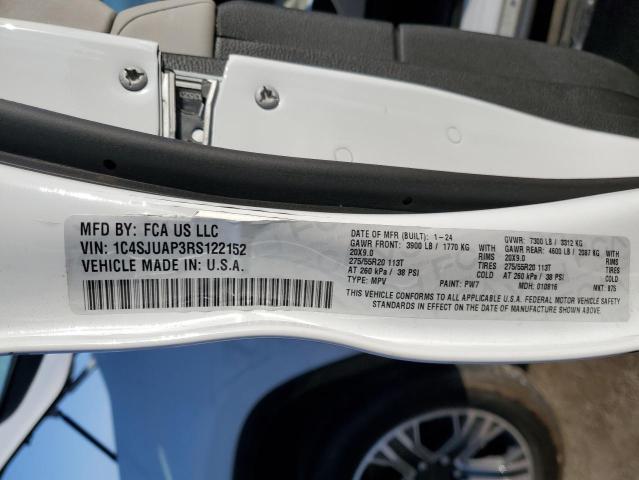 MFD BY: FCA US LLC
VIN: 1C4SJUAP3RS122152
VEHICLE MADE IN: U.S.A.
DATE OF MFR (BUILT): 1-24 GVWR: 7300 LB / 3312 KG
GAWR FRONT: 3900 LB / 1770 KG WITH GAWR REAR: 4600 LB / 2087 KG WITH
20X9.0 RIMS 20X9.0 RIMS
275/55R20 113T TIRES 275/55R20 113T TIRES
AT 260 kPa / 38 PSI COLD AT 260 kPa / 38 PSI COLD
TYPE: MPV PAINT: PW7 MDH: 010816 MKT: 875
THIS VEHICLE CONFORMS TO ALL APPLICABLE U.S.A. FEDERAL MOTOR VEHICLE SAFETY
STANDARDS IN EFFECT ON THE DATE OF MANUFACTURE SHOWN ABOVE.